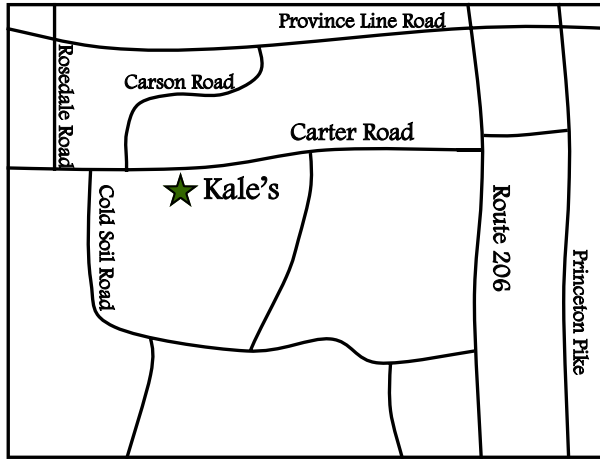 Province Line Road
Rosedale Road
Carson Road
Carter Road
Kale's
Cold Soil Road
Route 206
Princeton Pike